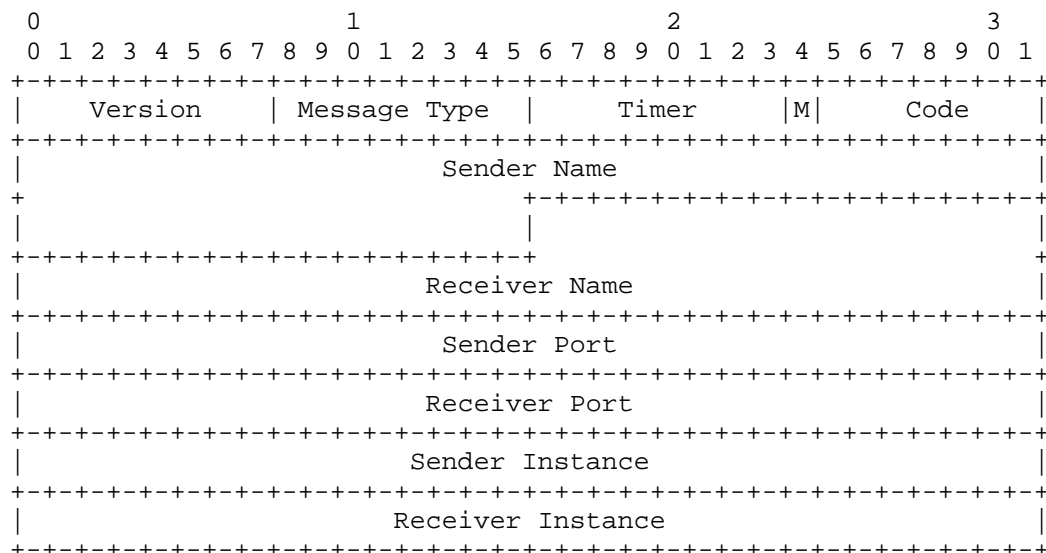 0                   1                   2                   3
0 1 2 3 4 5 6 7 8 9 0 1 2 3 4 5 6 7 8 9 0 1 2 3 4 5 6 7 8 9 0 1
+-+-+-+-+-+-+-+-+-+-+-+-+-+-+-+-+-+-+-+-+-+-+-+-+-+-+-+-+-+-+-+-+
|    Version    | Message Type  |     Timer     |M|     Code    |
+-+-+-+-+-+-+-+-+-+-+-+-+-+-+-+-+-+-+-+-+-+-+-+-+-+-+-+-+-+-+-+-+
|                          Sender Name                          |
+                               +-+-+-+-+-+-+-+-+-+-+-+-+-+-+-+-+
|                               |                               |
+-+-+-+-+-+-+-+-+-+-+-+-+-+-+-+-+                               +
|                         Receiver Name                         |
+-+-+-+-+-+-+-+-+-+-+-+-+-+-+-+-+-+-+-+-+-+-+-+-+-+-+-+-+-+-+-+-+
|                          Sender Port                          |
+-+-+-+-+-+-+-+-+-+-+-+-+-+-+-+-+-+-+-+-+-+-+-+-+-+-+-+-+-+-+-+-+
|                         Receiver Port                         |
+-+-+-+-+-+-+-+-+-+-+-+-+-+-+-+-+-+-+-+-+-+-+-+-+-+-+-+-+-+-+-+-+
|                        Sender Instance                        |
+-+-+-+-+-+-+-+-+-+-+-+-+-+-+-+-+-+-+-+-+-+-+-+-+-+-+-+-+-+-+-+-+
|                       Receiver Instance                       |
+-+-+-+-+-+-+-+-+-+-+-+-+-+-+-+-+-+-+-+-+-+-+-+-+-+-+-+-+-+-+-+-+